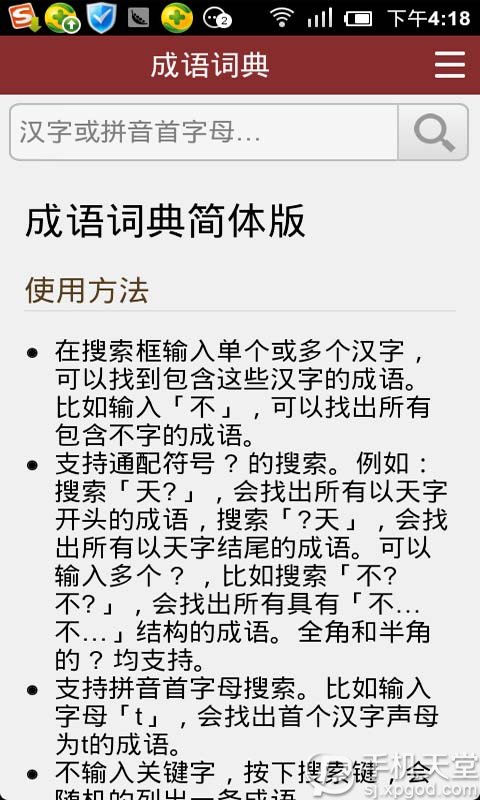 2
下午4:18
成语词典
汉字或拼音首字母...
成语词典简体版
使用方法
在搜索框输入单个或多个汉字，
可以找到包含这些汉字的成语。
比如输入「不」，可以找出所有
包含不字的成语。
支持通配符号？的搜索。例如：
搜索「天?」，会找出所有以天字
开头的成语，搜索「?天」，会找
出所有以天字结尾的成语。可以
输入多个？，比如搜索「不?
不?」，会找出所有具有「不...
不...」结构的成语。全角和半角
的？均支持。
支持拼音首字母搜索。比如输入
字母「t」，会找出首个汉字声母
为t的成语。
不输入关键字，按下搜索键，会
随机的列出一条成语
手机天堂
sj.xpgod.com